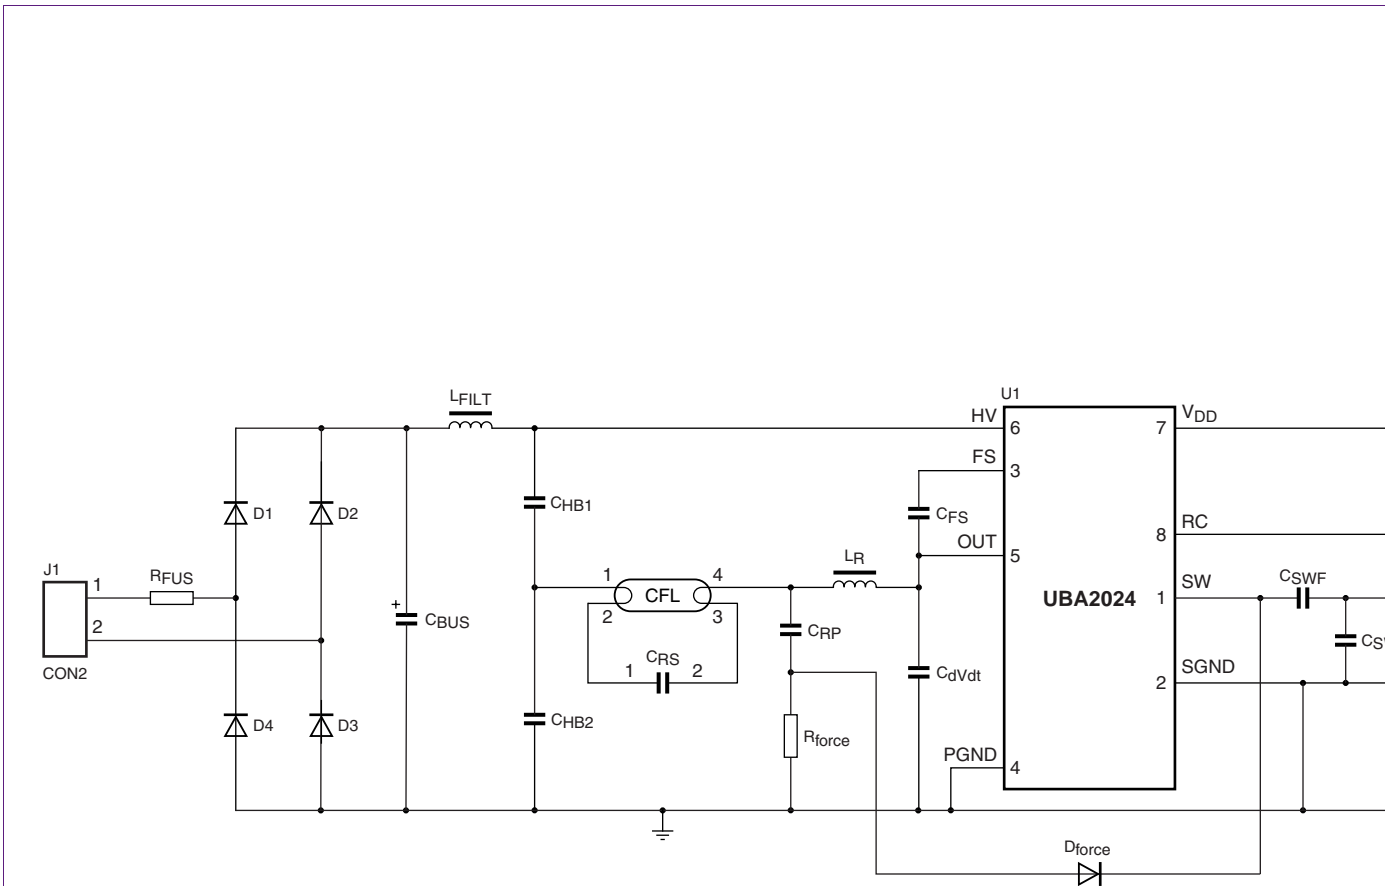 U1
LFILT
HV
6
7
VDD
FS
3
CHB1
D1
D2
CFS
RC
8
OUT
5
J1
1
RFUS
LR
1
4
CFL
2
3
UBA2024
SW
1
CSWF
+
CBUS
2
CRP
CRS
1
2
CON2
CdVdt
SGND
2
CHB2
D4
D3
Rforce
PGND
4
Dforce